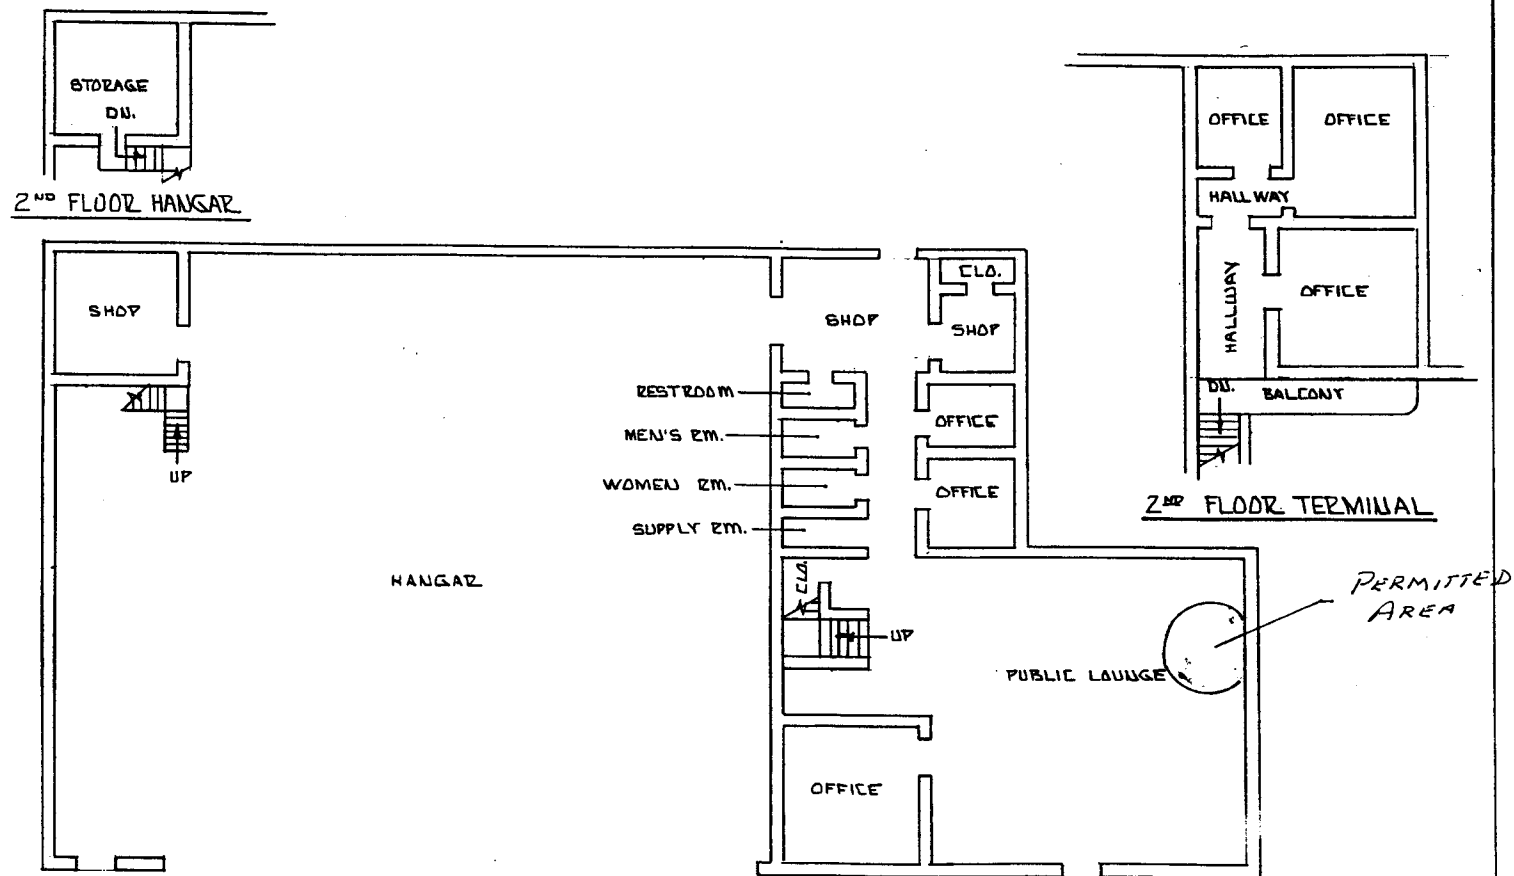 STORAGE
DN.
2ND FLOOR HANGAR
OFFICE
OFFICE
HALLWAY
HALLWAY
OFFICE
DN.
BALCONY
2ND FLOOR TERMINAL
SHOP
UP
HANGAR
SHOP
CLO.
SHOP
RESTROOM
MEN'S RM.
WOMEN RM.
SUPPLY RM.
OFFICE
OFFICE
CLO.
UP
PUBLIC LOUNGE
PERMITTED
AREA
OFFICE